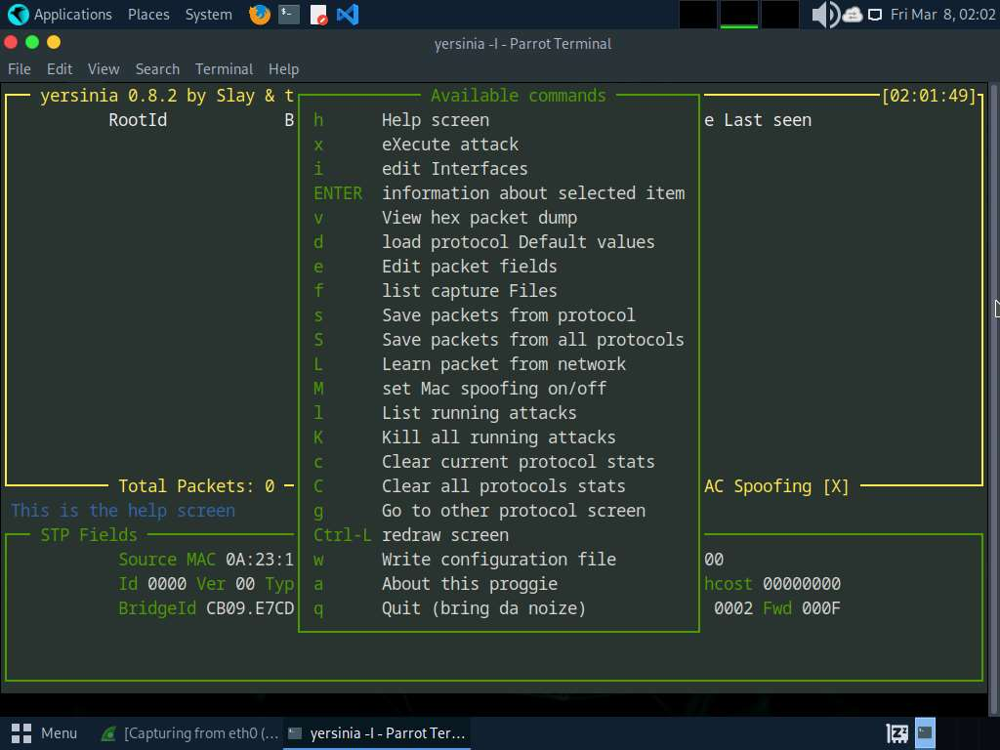 Applications Places System Fri Mar 8, 02:02
yersinia -I - Parrot Terminal
File Edit View Search Terminal Help
yersinia 0.8.2 by Slay & t Available commands [02:01:49]
RootId B h Help screen e Last seen
x eXecute attack
i edit Interfaces
ENTER information about selected item
v View hex packet dump
d load protocol Default values
e Edit packet fields
f list capture Files
s Save packets from protocol
S Save packets from all protocols
L Learn packet from network
M set Mac spoofing on/off
l List running attacks
K Kill all running attacks
c Clear current protocol stats
Total Packets: 0 C Clear all protocols stats AC Spoofing [X]
This is the help screen g Go to other protocol screen
STP Fields Ctrl-L redraw screen
Source MAC 0A:23:1 w Write configuration file 00
Id 0000 Ver 00 Typ a About this proggie hcost 00000000
BridgeId CB09.E7CD q Quit (bring da noize) 0002 Fwd 000F
Menu [Capturing from eth0 (... yersinia -I - Parrot Ter...